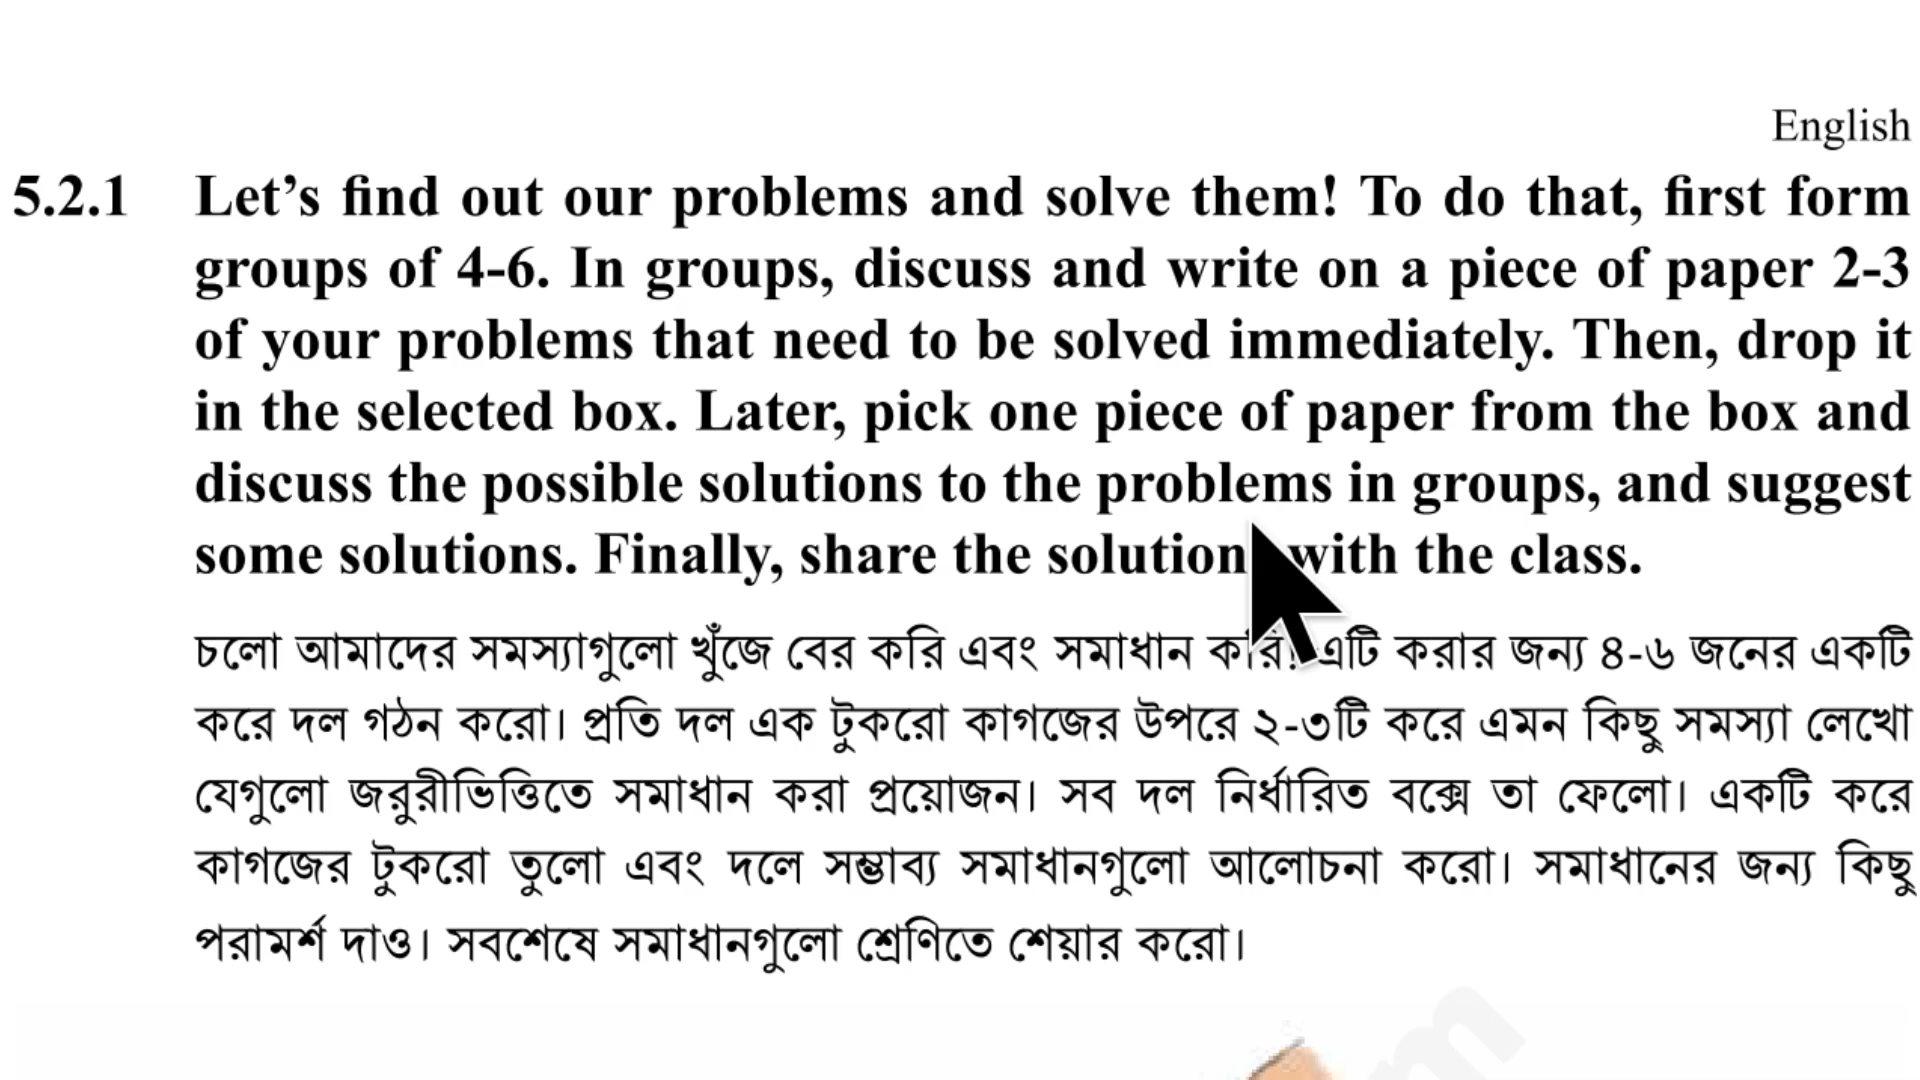 English
5.2.1 Let’s find out our problems and solve them! To do that, first form
groups of 4-6. In groups, discuss and write on a piece of paper 2-3
of your problems that need to be solved immediately. Then, drop it
in the selected box. Later, pick one piece of paper from the box and
discuss the possible solutions to the problems in groups, and suggest
some solutions. Finally, share the solution with the class.
চলো আমাদের সমস্যাগুলো খুঁজে বের করি এবং সমাধান করি! এটি করার জন্য ৪-৬ জনের একটি
করে দল গঠন করো। প্রতি দল এক টুকরো কাগজের উপরে ২-৩টি করে এমন কিছু সমস্যা লেখো
যেগুলো জরুরীভিত্তিতে সমাধান করা প্রয়োজন। সব দল নির্ধারিত বক্সে তা ফেলো। একটি করে
কাগজের টুকরো তুলো এবং দলে সম্ভাব্য সমাধানগুলো আলোচনা করো। সমাধানের জন্য কিছু
পরামর্শ দাও। সবশেষে সমাধানগুলো শ্রেণিতে শেয়ার করো।